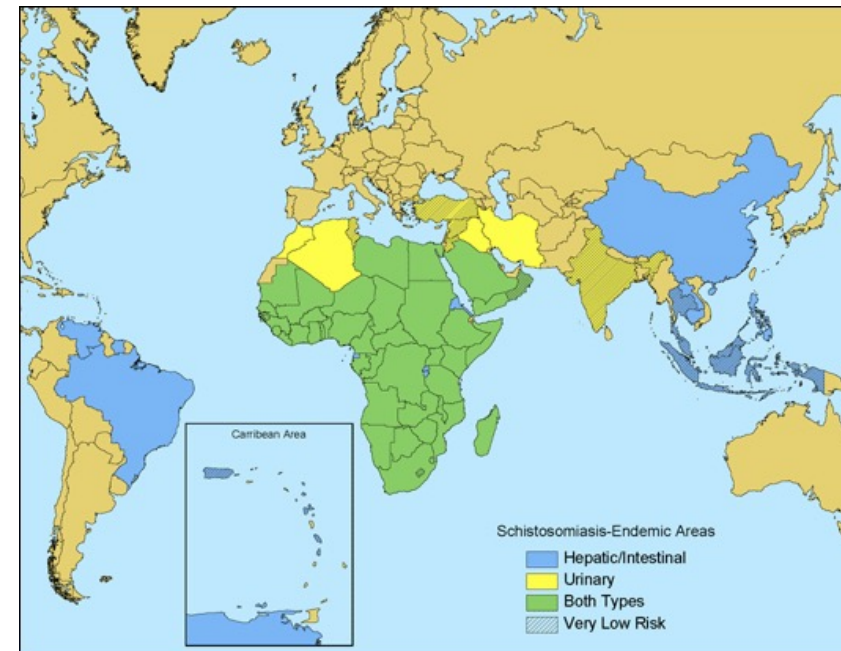 Carribean Area
Schistosomiasis-Endemic Areas
Hepatic/Intestinal
Urinary
Both Types
Very Low Risk